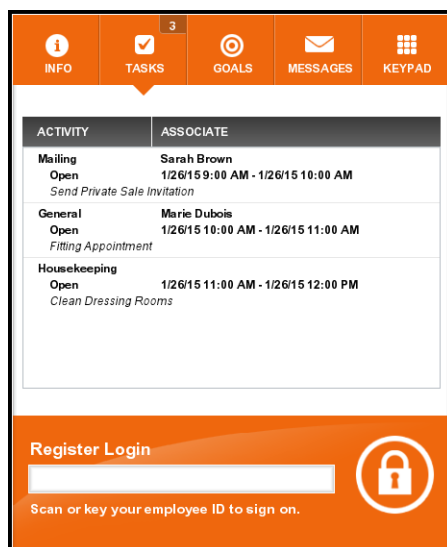 3
INFO TASKS GOALS MESSAGES KEYPAD
ACTIVITY ASSOCIATE
Mailing Sarah Brown
Open 1/26/15 9:00 AM - 1/26/15 10:00 AM
Send Private Sale Invitation
General Marie Dubois
Open 1/26/15 10:00 AM - 1/26/15 11:00 AM
Fitting Appointment
Housekeeping
Open 1/26/15 11:00 AM - 1/26/15 12:00 PM
Clean Dressing Rooms
Register Login
Scan or key your employee ID to sign on.